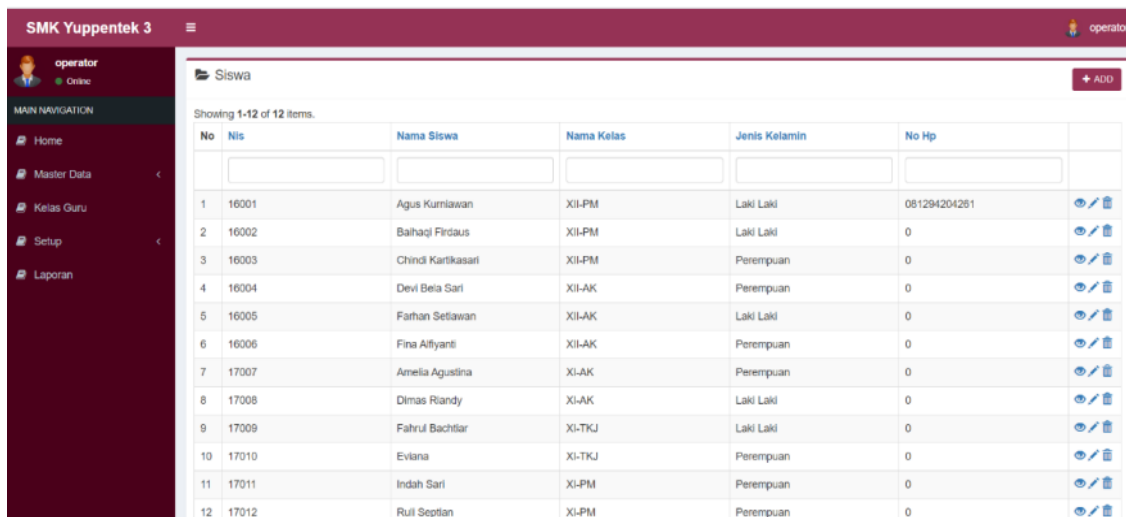 SMK Yuppentek 3
operator
operator
Online
Siswa
+ ADD
MAIN NAVIGATION
Home
Master Data
Kelas Guru
Setup
Laporan
Showing 1-12 of 12 items.
No Nis Nama Siswa Nama Kelas Jenis Kelamin No Hp
1 16001 Agus Kurniawan XII-PM Laki Laki 081294204261
2 16002 Baihaqi Firdaus XII-PM Laki Laki 0
3 16003 Chindi Kartikasari XII-PM Perempuan 0
4 16004 Devi Bela Sari XII-AK Perempuan 0
5 16005 Farhan Setiawan XII-AK Laki Laki 0
6 16006 Fina Alfiyanti XII-AK Perempuan 0
7 17007 Amelia Agustina XI-AK Perempuan 0
8 17008 Dimas Riandy XI-AK Laki Laki 0
9 17009 Fahrul Bachtiar XI-TKJ Laki Laki 0
10 17010 Eviana XI-TKJ Perempuan 0
11 17011 Indah Sari XI-PM Perempuan 0
12 17012 Ruli Septian XI-PM Perempuan 0